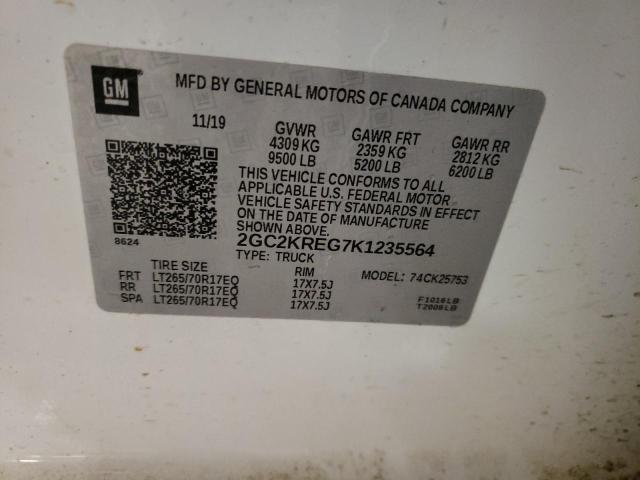 GM
MFD BY GENERAL MOTORS OF CANADA COMPANY
11/19 GVWR GAWR FRT GAWR RR
4309 KG 2359 KG 2812 KG
9500 LB 5200 LB 6200 LB
THIS VEHICLE CONFORMS TO ALL
APPLICABLE U.S. FEDERAL MOTOR
VEHICLE SAFETY STANDARDS IN EFFECT
ON THE DATE OF MANUFACTURE
SHOWN ABOVE.
8624
2GC2KREG7K1235564
TYPE: TRUCK
TIRE SIZE RIM MODEL: 74CK25753
FRT LT265/70R17EQ 17X7.5J
RR LT265/70R17EQ 17X7.5J
SPA LT265/70R17EQ 17X7.5J
F1016LB
T2008LB